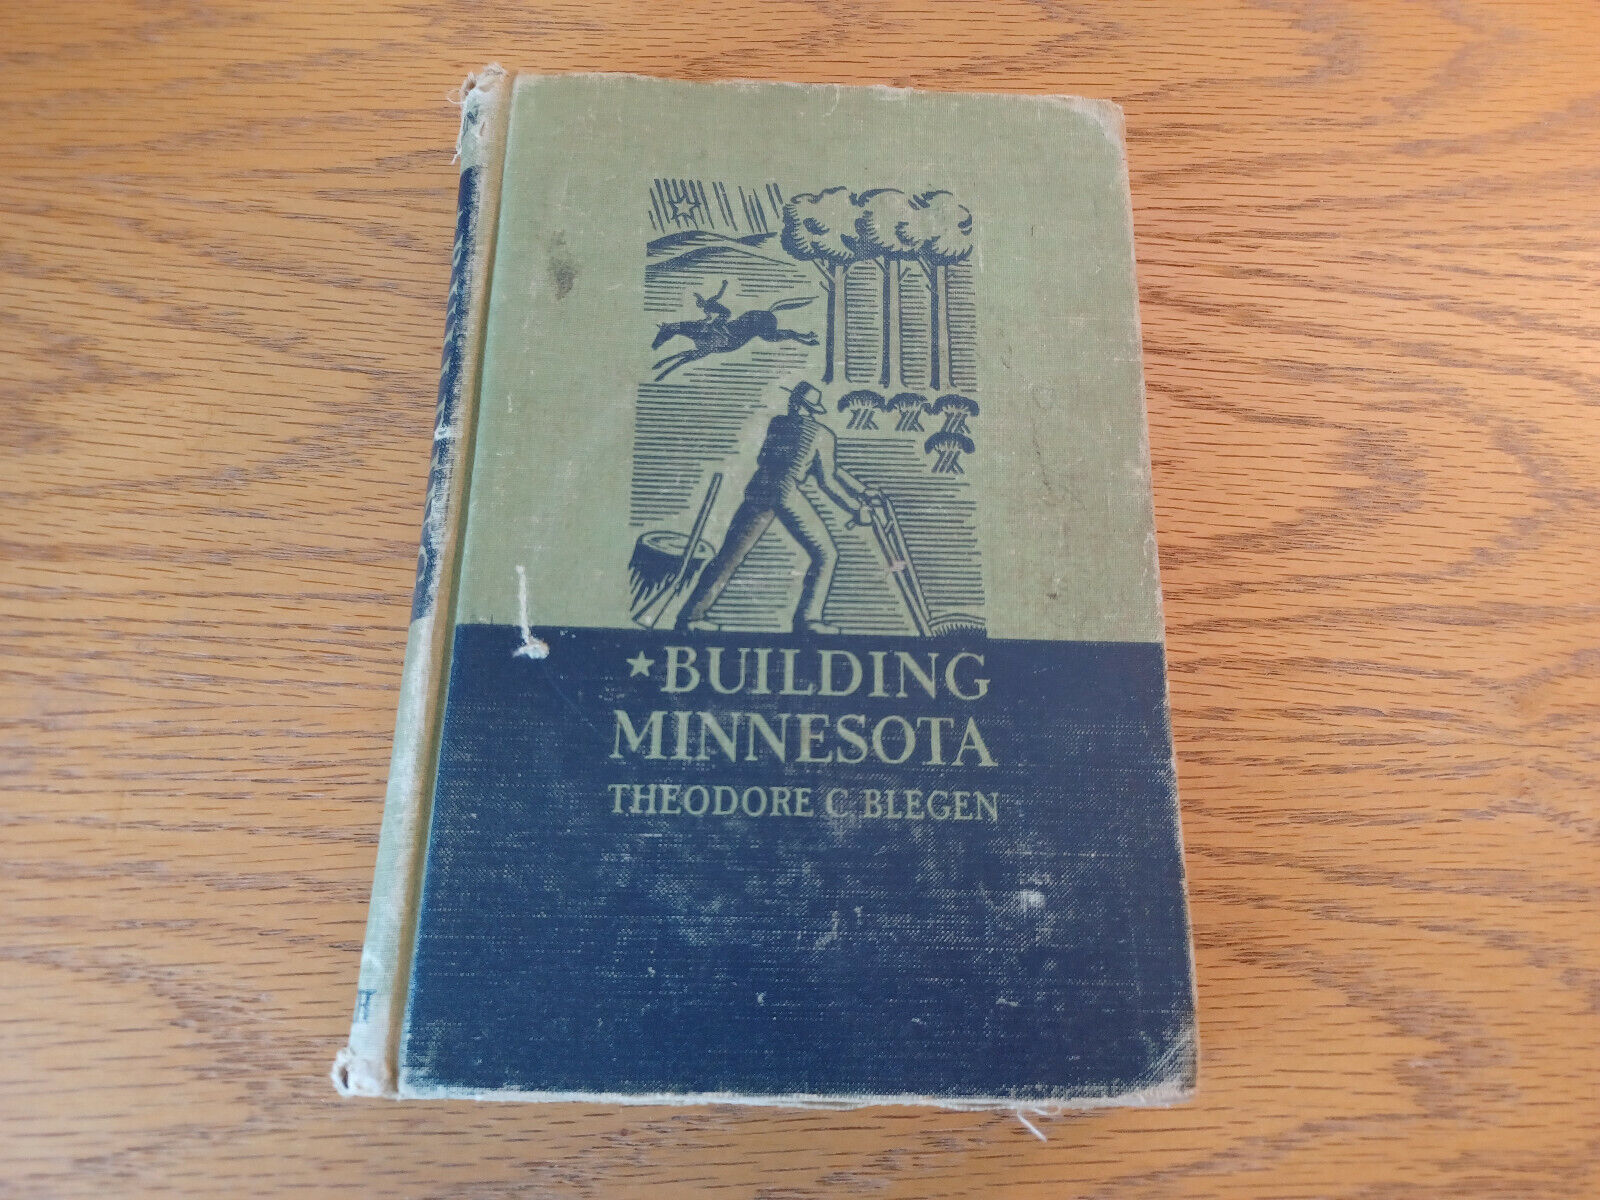 ★BUILDING
MINNESOTA
THEODORE C. BLEGEN